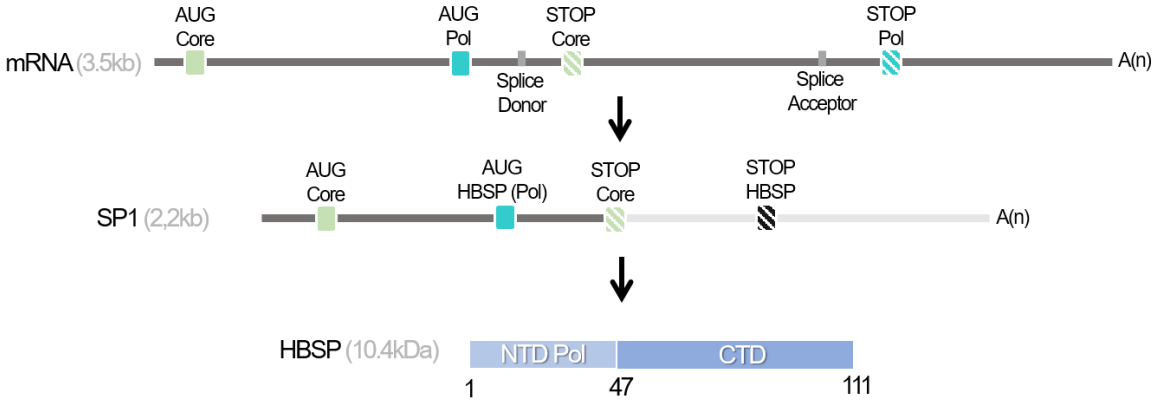 AUG
Core
AUG
Pol
STOP
Core
STOP
Pol
mRNA (3.5kb)
A(n)
Splice
Donor
Splice
Acceptor
AUG
Core
AUG
HBSP (Pol)
STOP
Core
STOP
HBSP
SP1 (2,2kb)
A(n)
HBSP (10.4kDa)
NTD Pol
CTD
1
47
111